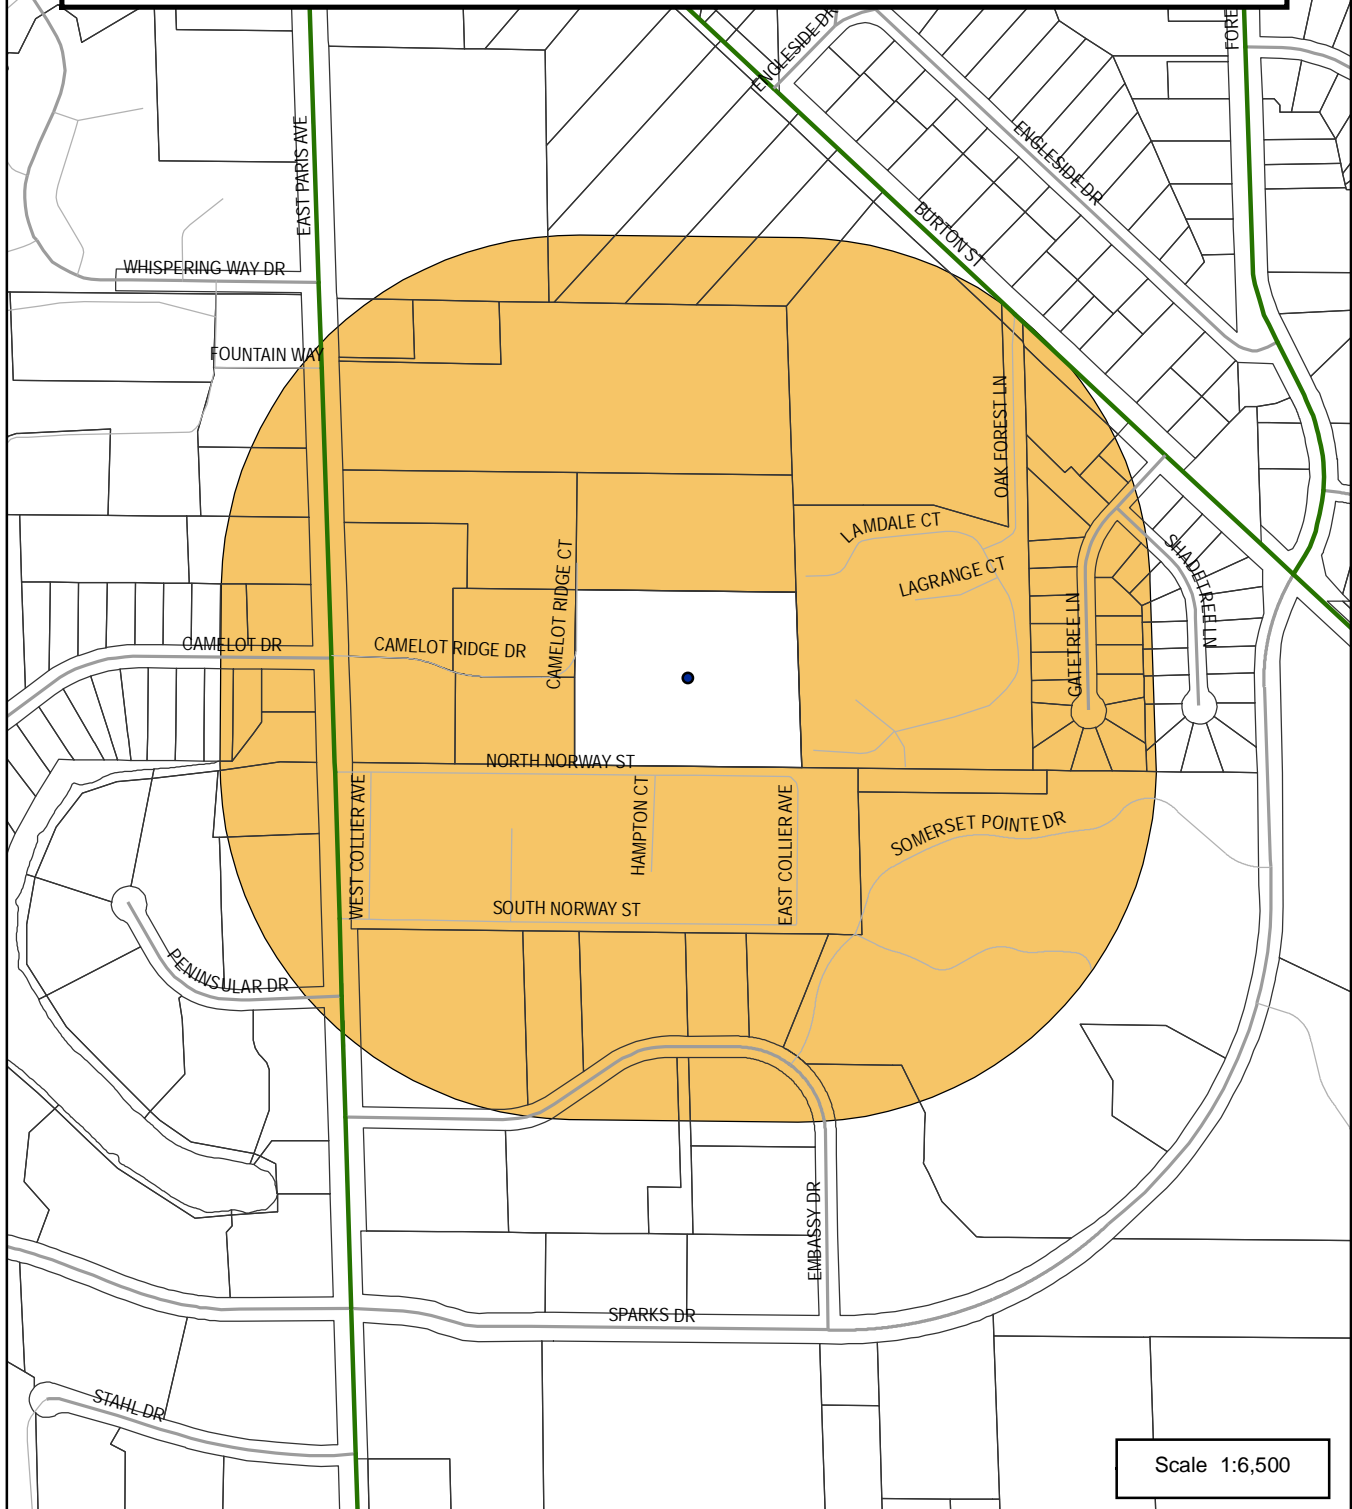 ENGLESIDE DR
FORE
EAST PARIS AVE
ENGLESIDE DR
BURTON ST
WHISPERING WAY DR
FOUNTAIN WAY
OAK FOREST LN
LAMDALE CT
LAGRANGE CT
SHADETREE LN
CAMELOT RIDGE CT
GATETREE LN
CAMELOT DR
CAMELOT RIDGE DR
NORTH NORWAY ST
WEST COLLIER AVE
HAMPTON CT
EAST COLLIER AVE
SOMERSET POINTE DR
SOUTH NORWAY ST
PENINSULAR DR
EMBASSY DR
SPARKS DR
STAHL DR
Scale 1:6,500